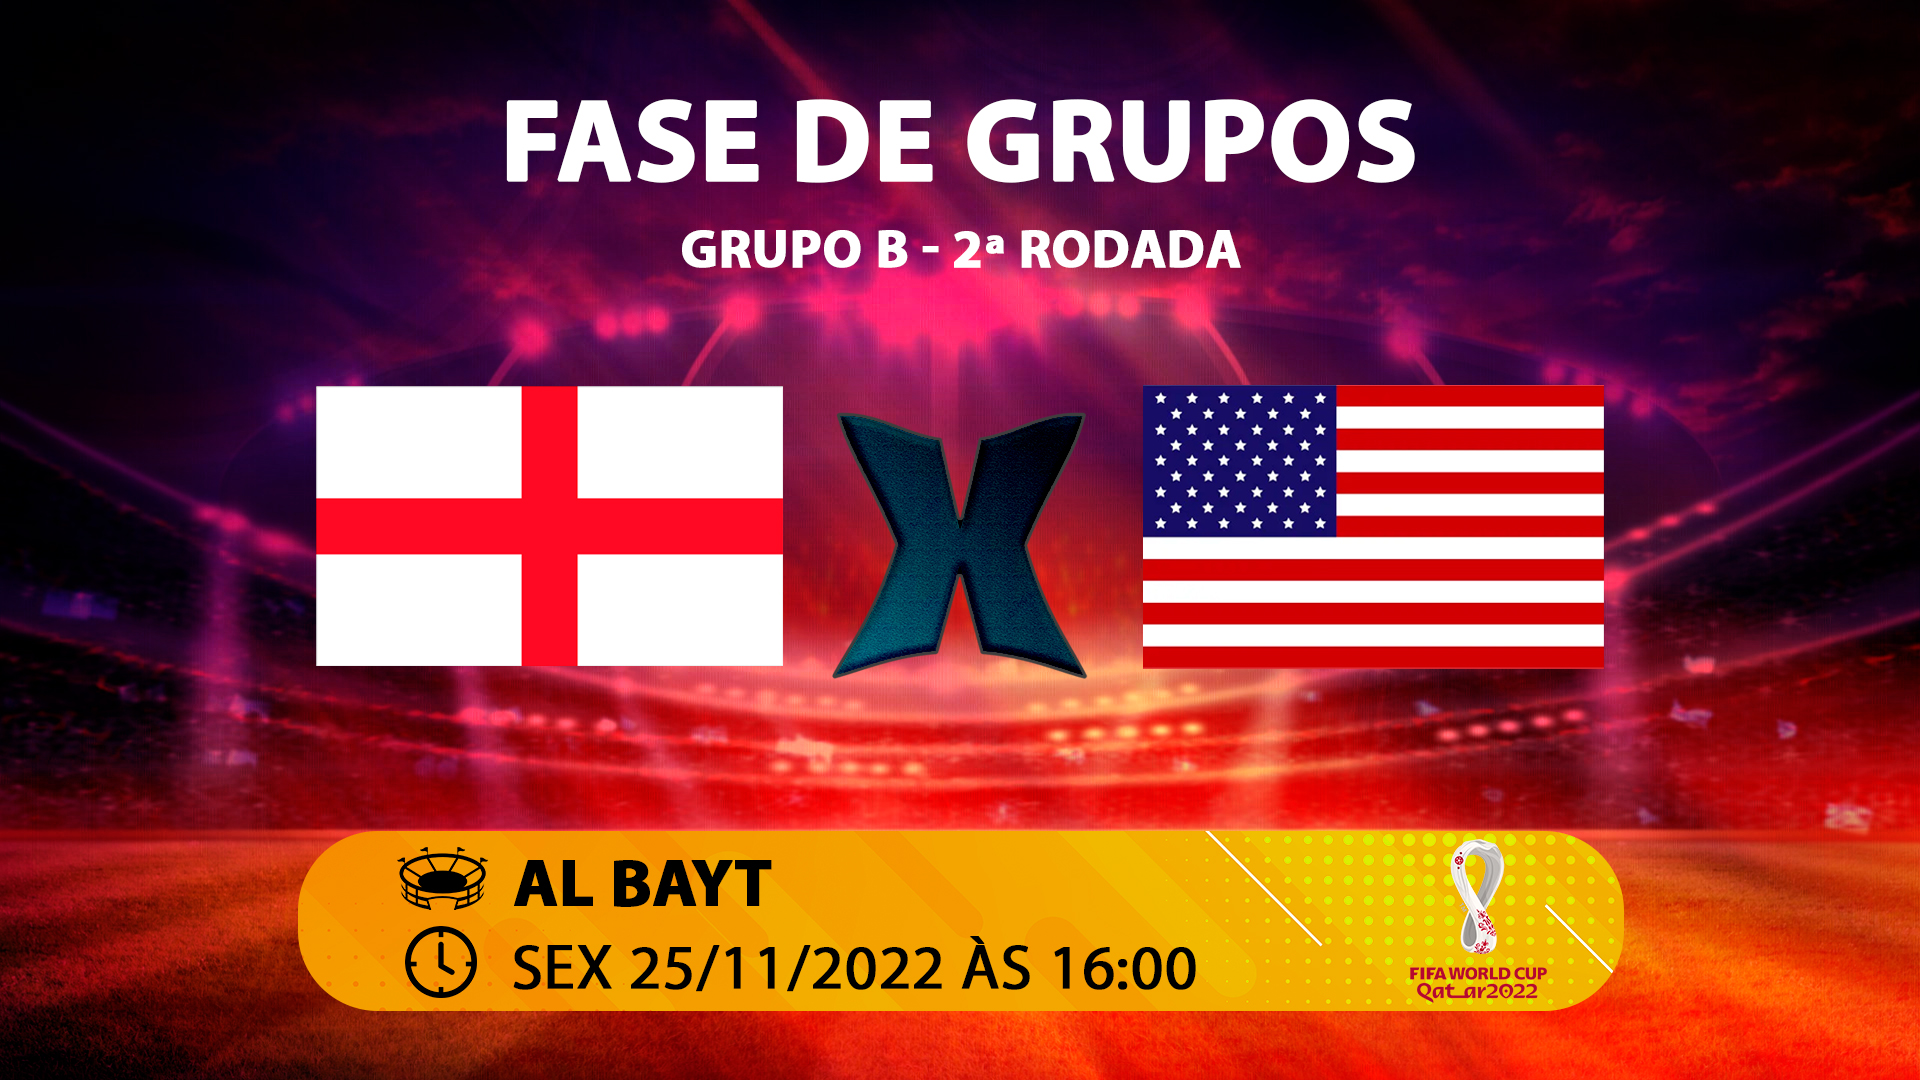 FASE DE GRUPOS
GRUPO B - 2ª RODADA
X
AL BAYT
SEX 25/11/2022 ÀS 16:00
FIFA WORLD CUP
Qatar2022